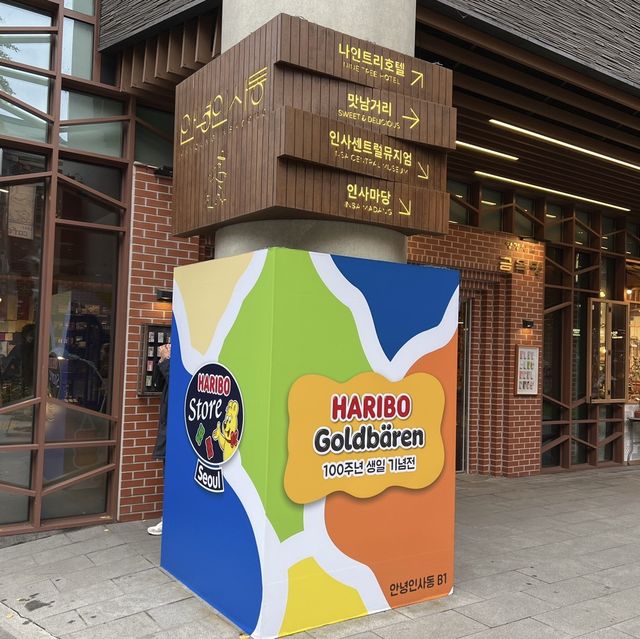 안녕인사동
나인트리호텔
NINE TREE HOTEL
맛남거리
SWEET & DELICIOUS
인사센트럴뮤지엄
INSA CENTRAL MUSEUM
인사마당
INSA MADANG
HARIBO
Store
Seoul
HARIBO
Goldbären
100주년 생일 기념전
안녕인사동 B1